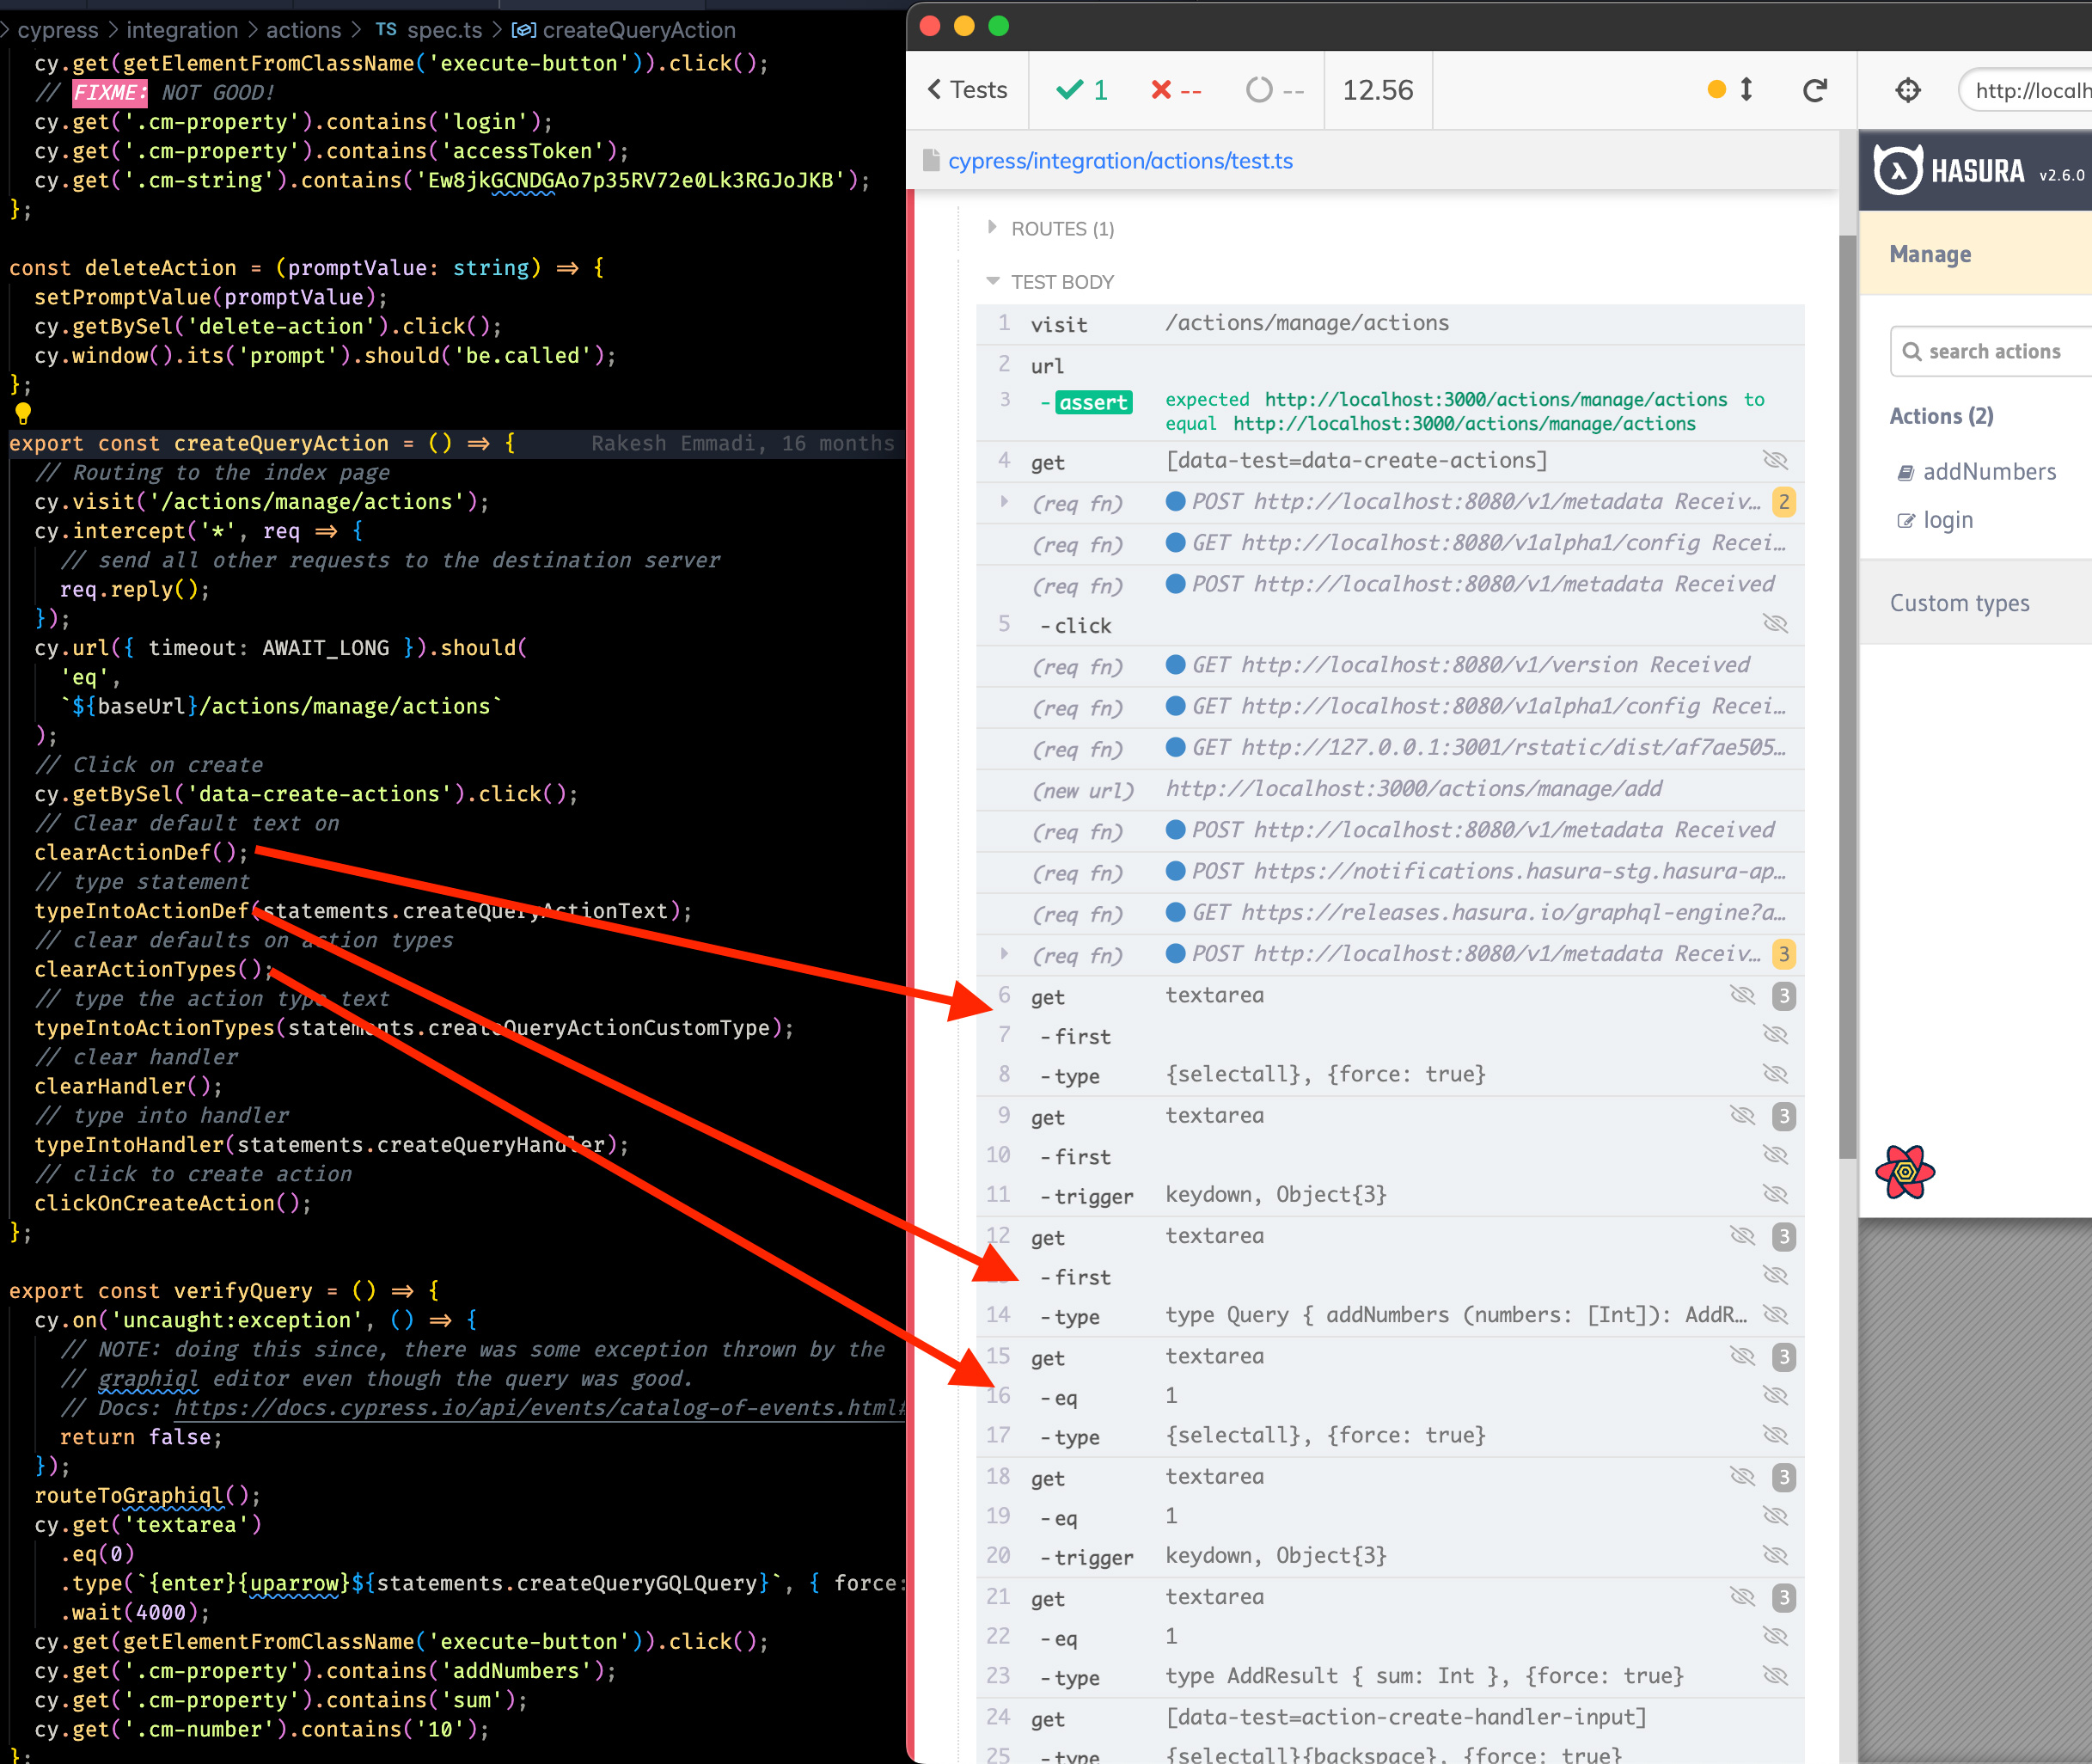 cypress > integration > actions > TS spec.ts > createQueryAction
cy.get(getElementFromClassName('execute-button')).click();
// FIXME: NOT GOOD!
cy.get('.cm-property').contains('login');
cy.get('.cm-property').contains('accessToken');
cy.get('.cm-string').contains('Ew8jkGCNDGAo7p35RV72e0Lk3RGJoJKB');
};
const deleteAction = (promptValue: string) => {
setPromptValue(promptValue);
cy.getBySel('delete-action').click();
cy.window().its('prompt').should('be.called');
};
export const createQueryAction = () => { Rakesh Emmadi, 16 months
// Routing to the index page
cy.visit('/actions/manage/actions');
cy.intercept('*', req => {
// send all other requests to the destination server
req.reply();
});
cy.url({ timeout: AWAIT_LONG }).should(
'eq',
`${baseUrl}/actions/manage/actions`
);
// Click on create
cy.getBySel('data-create-actions').click();
// Clear default text on
clearActionDef();
// type statement
typeIntoActionDef(statements.createQueryActionText);
// clear defaults on action types
clearActionTypes();
// type the action type text
typeIntoActionTypes(statements.createQueryActionCustomType);
// clear handler
clearHandler();
// type into handler
typeIntoHandler(statements.createQueryHandler);
// click to create action
clickOnCreateAction();
};
export const verifyQuery = () => {
cy.on('uncaught:exception', () => {
// NOTE: doing this since, there was some exception thrown by the
// graphiql editor even though the query was good.
// Docs: https://docs.cypress.io/api/events/catalog-of-events.html#
return false;
});
routeToGraphiql();
cy.get('textarea')
.eq(0)
.type(`{enter}{uparrow}${statements.createQueryGQLQuery}`, { force:
.wait(4000);
cy.get(getElementFromClassName('execute-button')).click();
cy.get('.cm-property').contains('addNumbers');
cy.get('.cm-property').contains('sum');
cy.get('.cm-number').contains('10');
};
Tests 1 -- -- 12.56
cypress/integration/actions/test.ts
ROUTES (1)
TEST BODY
1 visit /actions/manage/actions
2 url
3 -assert expected http://localhost:3000/actions/manage/actions to
equal http://localhost:3000/actions/manage/actions
4 get [data-test=data-create-actions]
(req fn) POST http://localhost:8080/v1/metadata Receiv… 2
(req fn) GET http://localhost:8080/v1alpha1/config Recei…
(req fn) POST http://localhost:8080/v1/metadata Received
5 -click
(req fn) GET http://localhost:8080/v1/version Received
(req fn) GET http://localhost:8080/v1alpha1/config Recei…
(req fn) GET http://127.0.0.1:3001/rstatic/dist/af7ae505…
(new url) http://localhost:3000/actions/manage/add
(req fn) POST http://localhost:8080/v1/metadata Received
(req fn) POST https://notifications.hasura-stg.hasura-ap…
(req fn) GET https://releases.hasura.io/graphql-engine?a…
(req fn) POST http://localhost:8080/v1/metadata Receiv… 3
6 get textarea 3
7 -first
8 -type {selectall}, {force: true}
9 get textarea 3
10 -first
11 -trigger keydown, Object{3}
12 get textarea 3
-first
14 -type type Query { addNumbers (numbers: [Int]): AddR…
15 get textarea 3
16 -eq 1
17 -type {selectall}, {force: true}
18 get textarea 3
19 -eq 1
20 -trigger keydown, Object{3}
21 get textarea 3
22 -eq 1
23 -type type AddResult { sum: Int }, {force: true}
24 get [data-test=action-create-handler-input]
25 -type {selectall}{backspace}, {force: true}
http://localh
HASURA v2.6.0
Manage
search actions
Actions (2)
addNumbers
login
Custom types